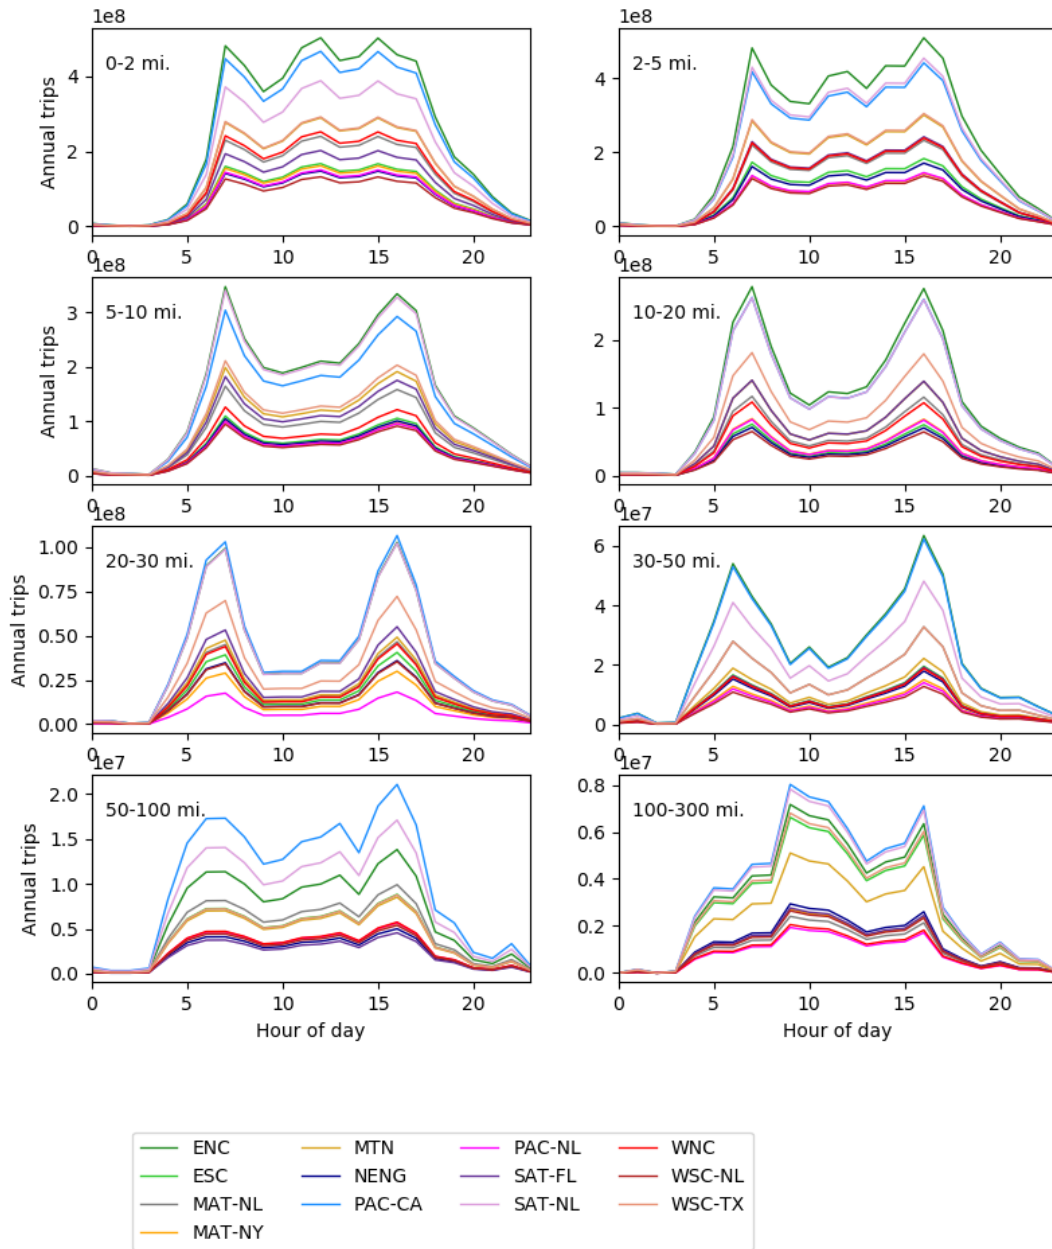 1e8
1e8
Annual trips
0-2 mi.
2-5 mi.
4
2
0
4
2
0
0 5 10 15 20
0 5 10 15 20
1e8
1e8
Annual trips
5-10 mi.
10-20 mi.
3
2
1
0
2
1
0
0 5 10 15 20
0 5 10 15 20
1e8
1e7
Annual trips
20-30 mi.
30-50 mi.
1.00
0.75
0.50
0.25
0.00
6
4
2
0
0 5 10 15 20
0 5 10 15 20
1e7
1e7
Annual trips
50-100 mi.
100-300 mi.
2.0
1.5
1.0
0.5
0.0
0.8
0.6
0.4
0.2
0.0
0 5 10 15 20
0 5 10 15 20
Hour of day
Hour of day
ENC MTN PAC-NL WNC
ESC NENG SAT-FL WSC-NL
MAT-NL PAC-CA SAT-NL WSC-TX
MAT-NY